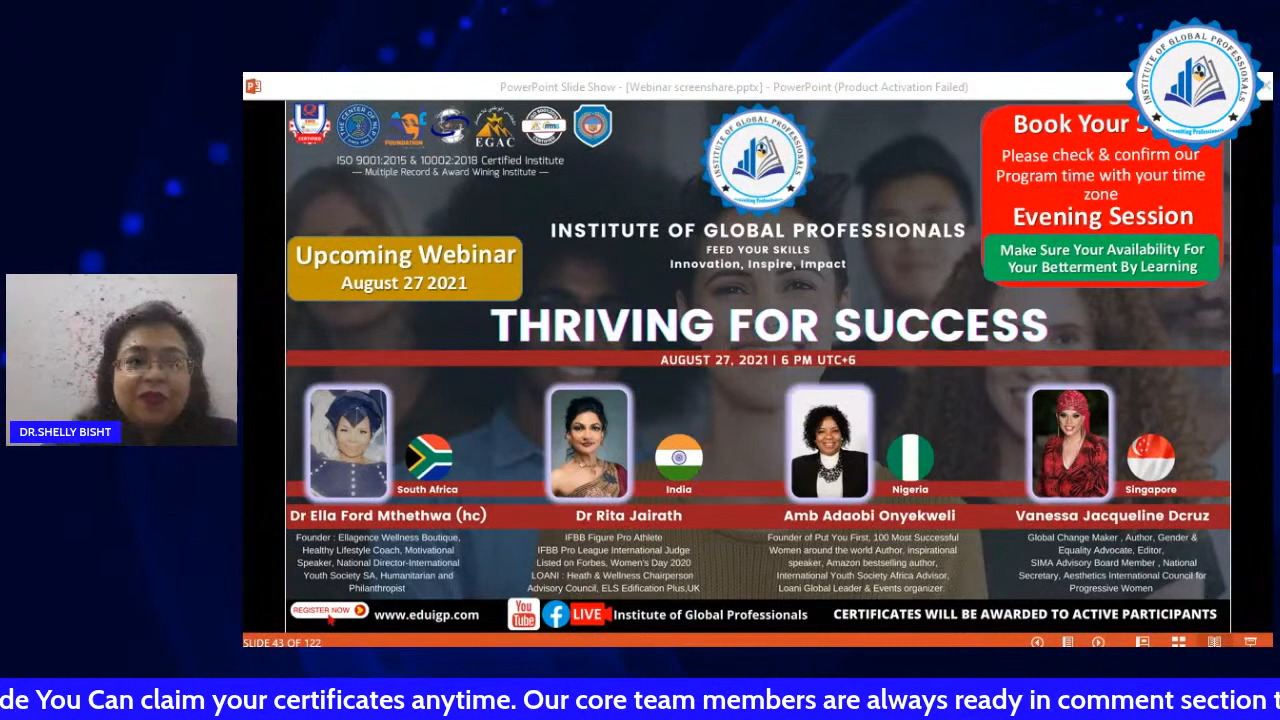 PowerPoint Slide Show - [Webinar screenshare.pptx] - PowerPoint (Product Activation Failed)
INSTITUTE OF GLOBAL PROFESSIONALS
EGAC
ISO 9001:2015 & 10002:2018 Certified Institute
— Multiple Record & Award Wining Institute —
INSTITUTE OF GLOBAL PROFESSIONALS
Book Your S
Please check & confirm our
Program time with your time
zone
Evening Session
Make Sure Your Availability For
Your Betterment By Learning
INSTITUTE OF GLOBAL PROFESSIONALS
FEED YOUR SKILLS
Innovation, Inspire, Impact
Upcoming Webinar
August 27 2021
THRIVING FOR SUCCESS
AUGUST 27, 2021 | 6 PM UTC+6
DR.SHELLY BISHT
South Africa
India
Nigeria
Singapore
Dr Ella Ford Mthethwa (hc)
Founder : Ellagence Wellness Boutique,
Healthy Lifestyle Coach, Motivational
Speaker, National Director-International
Youth Society SA, Humanitarian and
Philanthropist
Dr Rita Jairath
IFBB Figure Pro Athlete
IFBB Pro League International Judge
Listed on Forbes, Women's Day 2020
LOANI : Heath & Wellness Chairperson
Advisory Council, ELS Edification Plus,UK
Amb Adaobi Onyekweli
Founder of Put You First, 100 Most Successful
Women around the world Author, inspirational
speaker, Amazon bestselling author,
International Youth Society Africa Advisor,
Loani Global Leader & Events organizer.
Vanessa Jacqueline Dcruz
Global Change Maker , Author, Gender &
Equality Advocate, Editor,
SIMA Advisory Board Member , National
Secretary, Aesthetics International Council for
Progressive Women
REGISTER NOW
www.eduigp.com
You
Tube
LIVE
Institute of Global Professionals
CERTIFICATES WILL BE AWARDED TO ACTIVE PARTICIPANTS
SLIDE 43 OF 122
de You Can claim your certificates anytime. Our core team members are always ready in comment section t